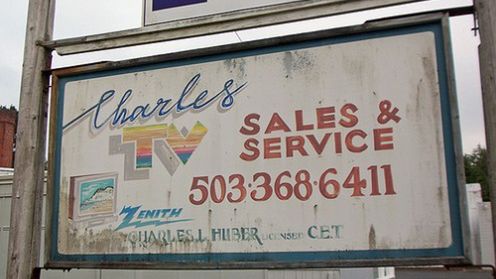 Charles
TV
SALES &
SERVICE
503·368·6411
ZENITH
CHARLES L. HUBER LICENSED C.E.T